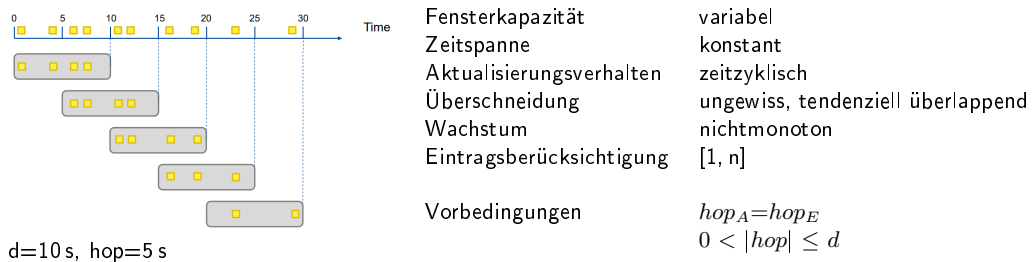 0 5 10 15 20 25 30
Time
d=10 s, hop=5 s
Fensterkapazität variabel
Zeitspanne konstant
Aktualisierungsverhalten zeitzyklisch
Überschneidung ungewiss, tendenziell überlappend
Wachstum nichtmonoton
Eintragsberücksichtigung [1, n]
Vorbedingungen hop_A=hop_E
0 < |hop| ≤ d